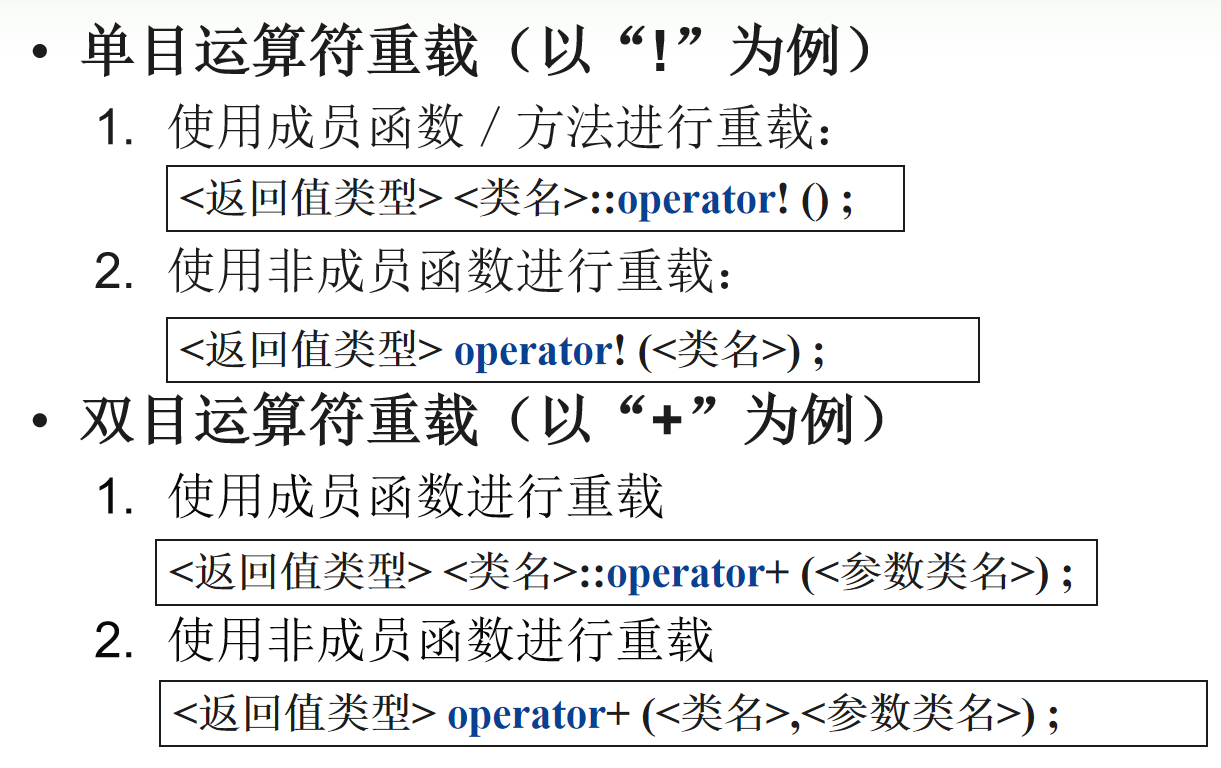 • 单目运算符重载（以“!”为例）
1. 使用成员函数 / 方法进行重载：
<返回值类型> <类名>::operator! () ;
2. 使用非成员函数进行重载：
<返回值类型> operator! (<类名>) ;
• 双目运算符重载（以“+”为例）
1. 使用成员函数进行重载
<返回值类型> <类名>::operator+ (<参数类名>) ;
2. 使用非成员函数进行重载
<返回值类型> operator+ (<类名>,<参数类名>) ;